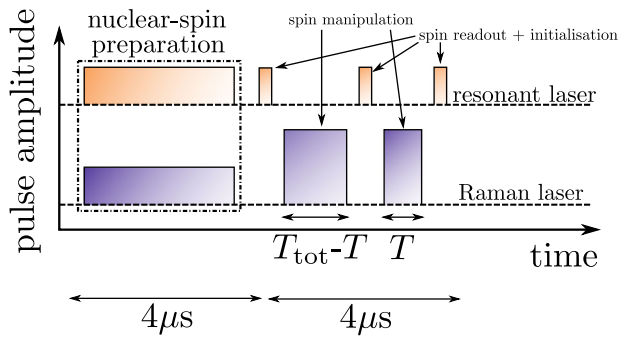 nuclear-spin
preparation
spin manipulation
spin readout + initialisation
pulse amplitude
resonant laser
Raman laser
T_tot-T
T
time
4μs
4μs